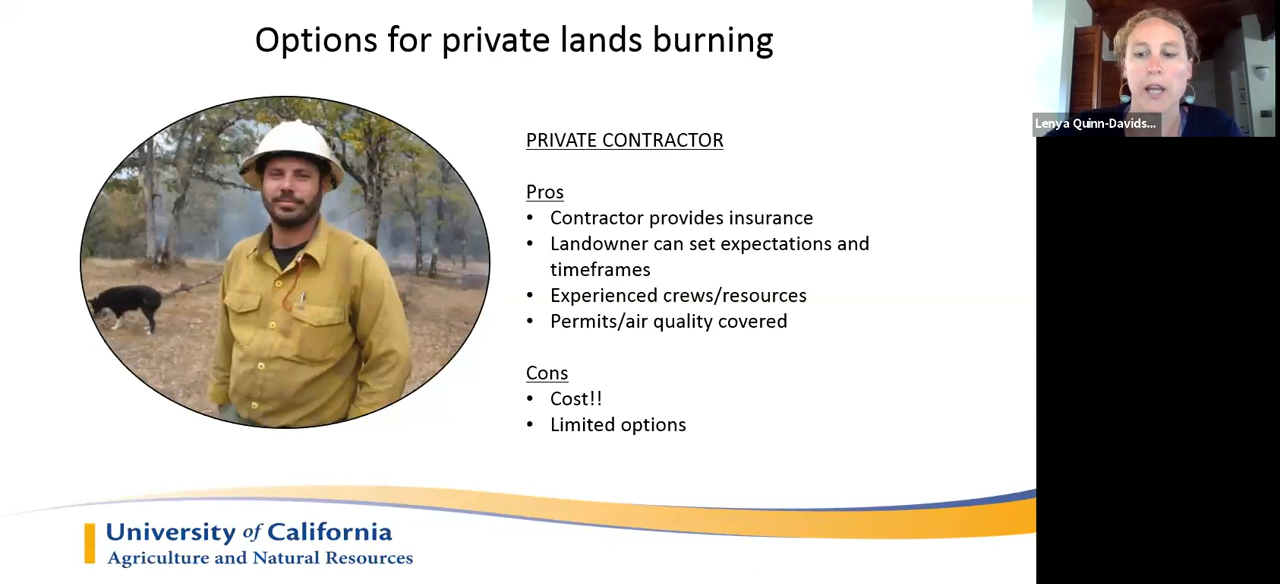 Options for private lands burning
Lenya Quinn-Davids...
PRIVATE CONTRACTOR
Pros
• Contractor provides insurance
• Landowner can set expectations and
timeframes
• Experienced crews/resources
• Permits/air quality covered
Cons
• Cost!!
• Limited options
University of California
Agriculture and Natural Resources